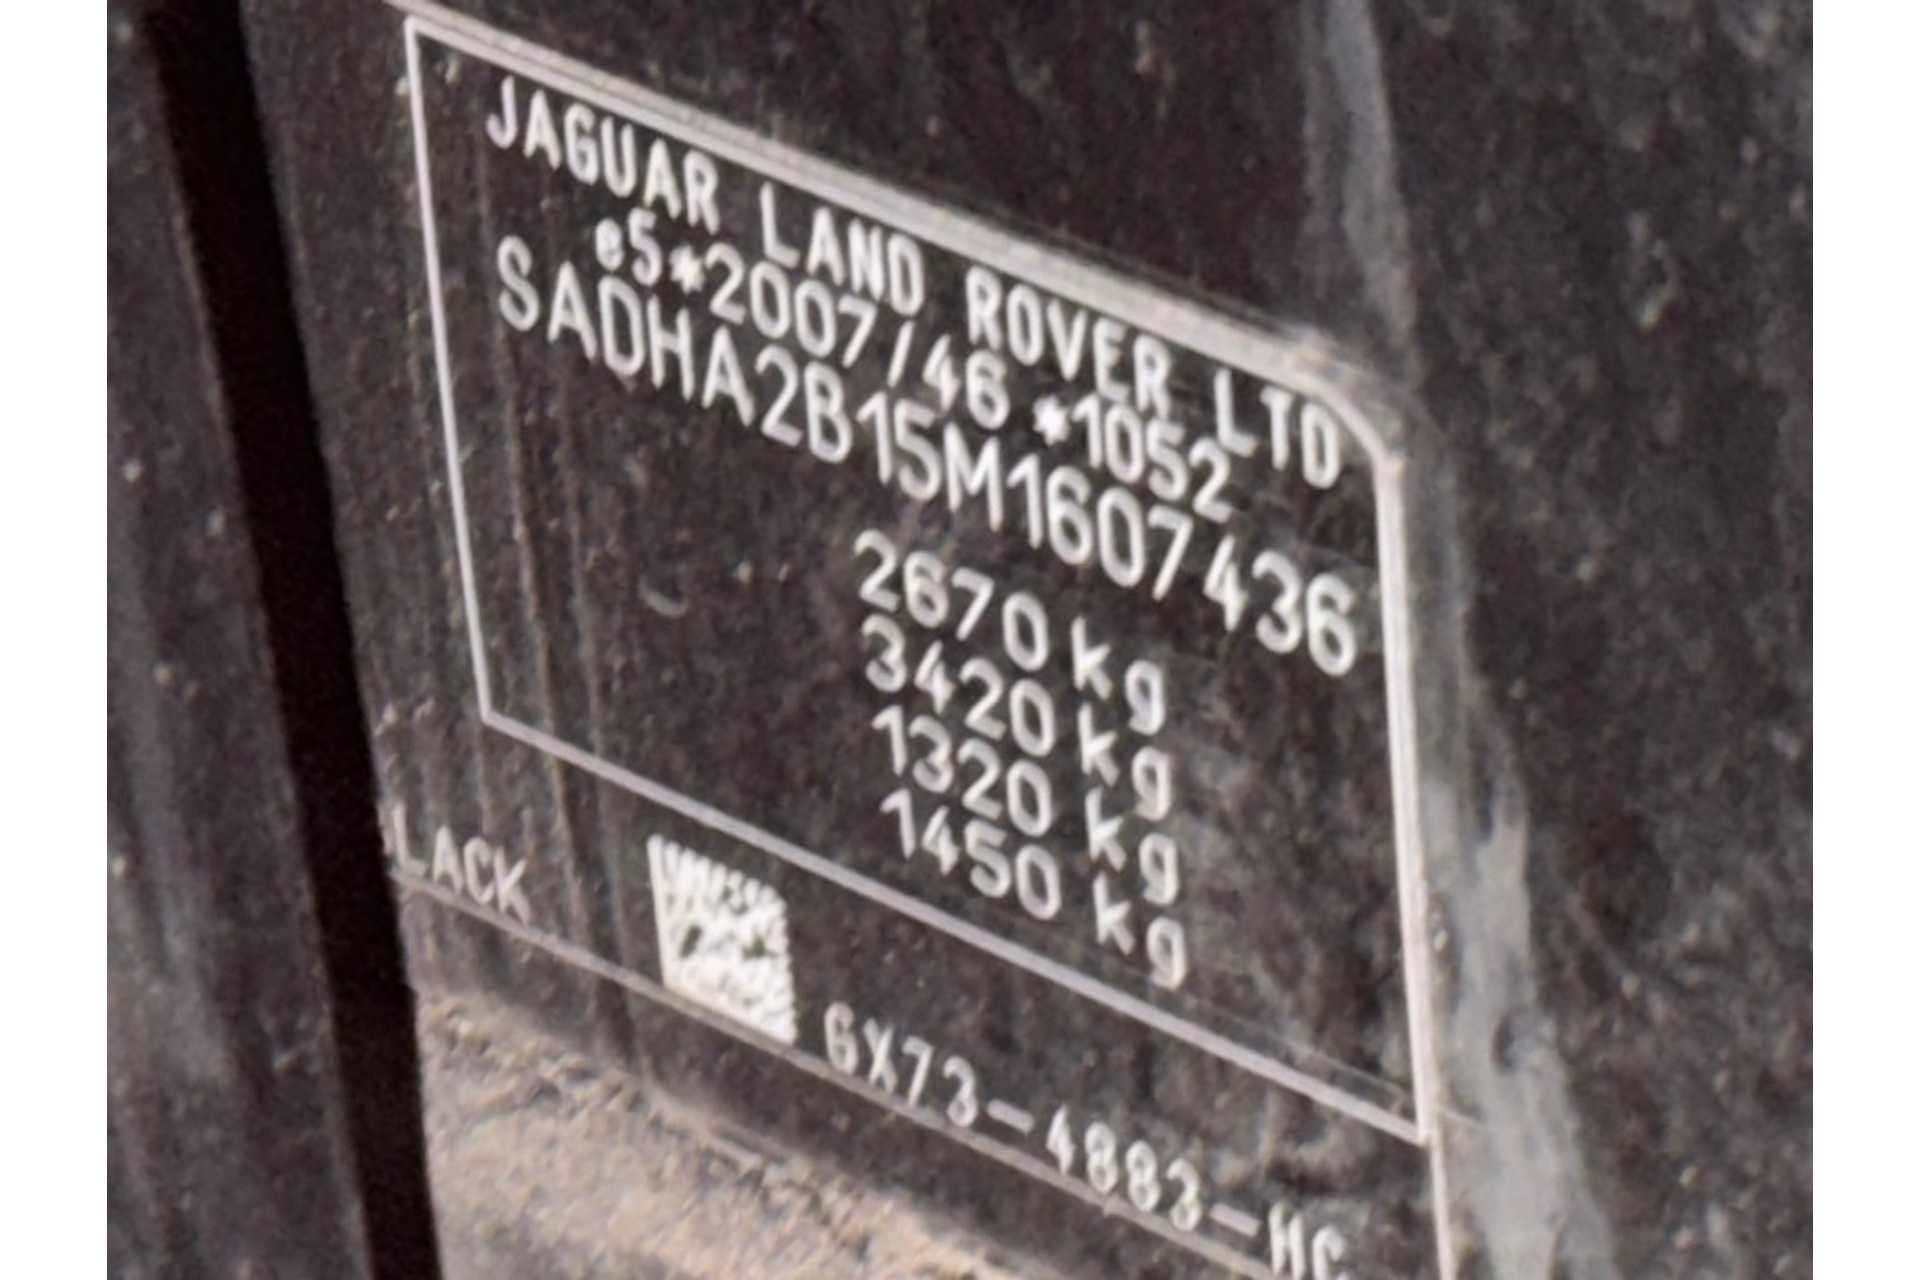 JAGUAR LAND ROVER LTD
e5*2007/46*1052
SADHA2B15M1607436
2670 kg
3420 kg
1320 kg
1450 kg
LACK
GX73-4883-HC